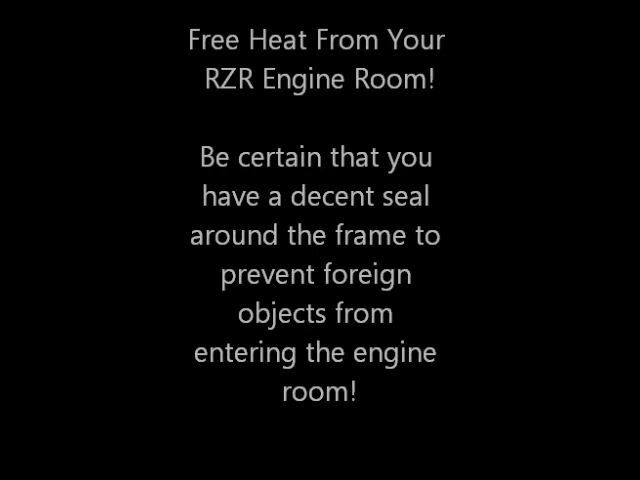 Free Heat From Your
RZR Engine Room!
Be certain that you
have a decent seal
around the frame to
prevent foreign
objects from
entering the engine
room!